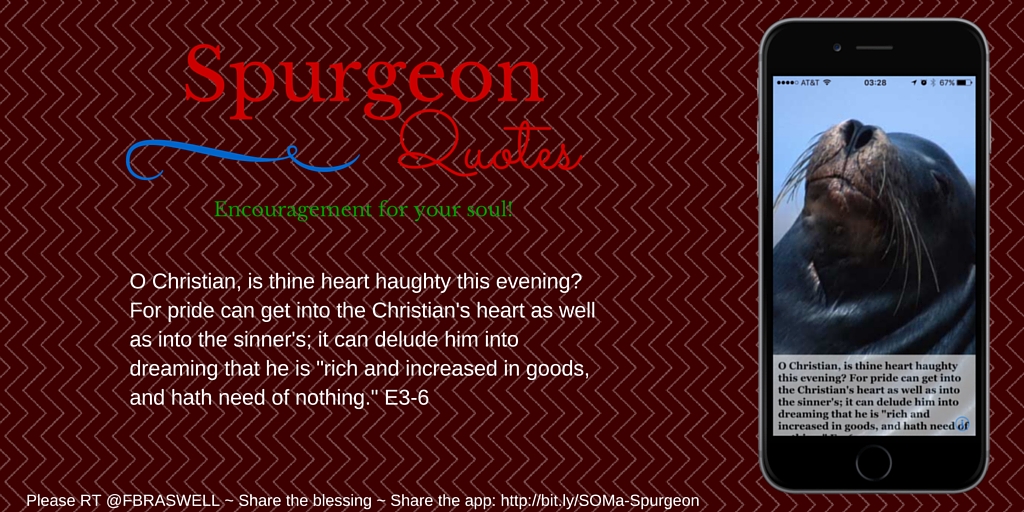 Spurgeon
Quotes
Encouragement for your soul!
O Christian, is thine heart haughty this evening?
For pride can get into the Christian's heart as well
as into the sinner's; it can delude him into
dreaming that he is "rich and increased in goods,
and hath need of nothing." E3-6
Please RT @FBRASWELL ~ Share the blessing ~ Share the app: http://bit.ly/SOMa-Spurgeon
AT&T 03:28 67%
O Christian, is thine heart haughty
this evening? For pride can get into
the Christian's heart as well as into
the sinner's; it can delude him into
dreaming that he is "rich and
increased in goods, and hath need of